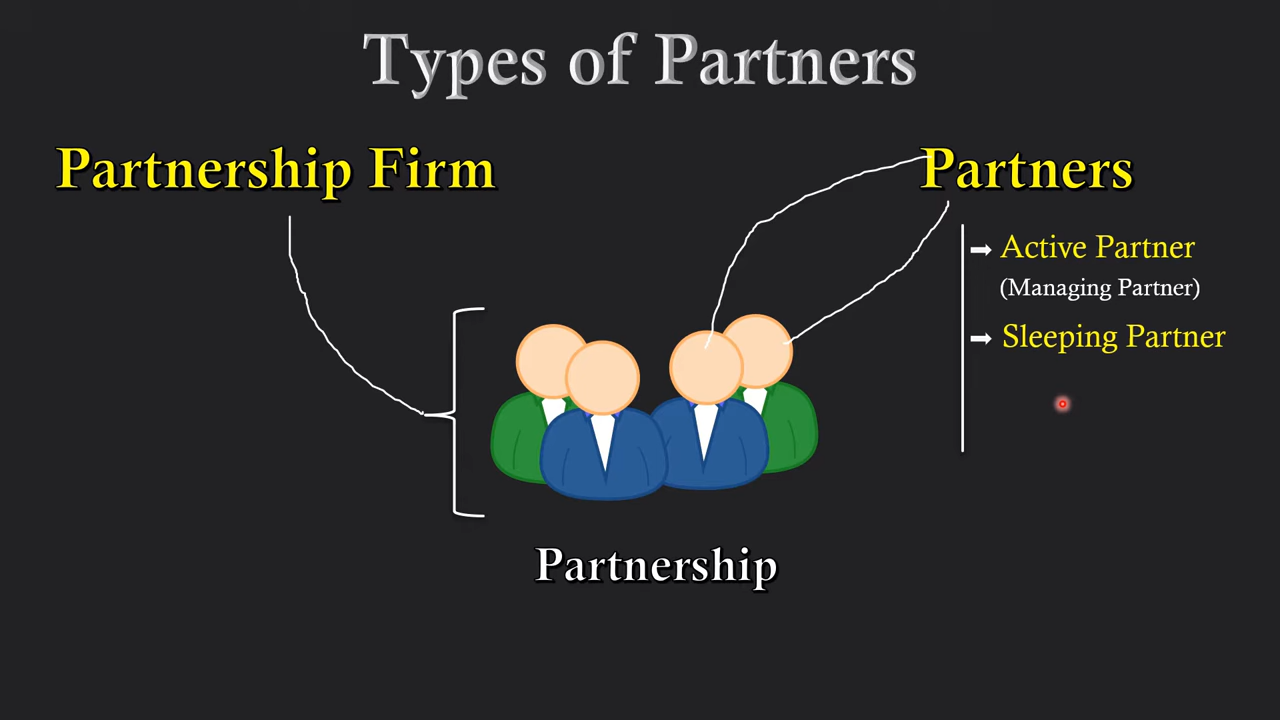 Types of Partners
Partnership Firm
Partners
Active Partner
(Managing Partner)
Sleeping Partner
Partnership